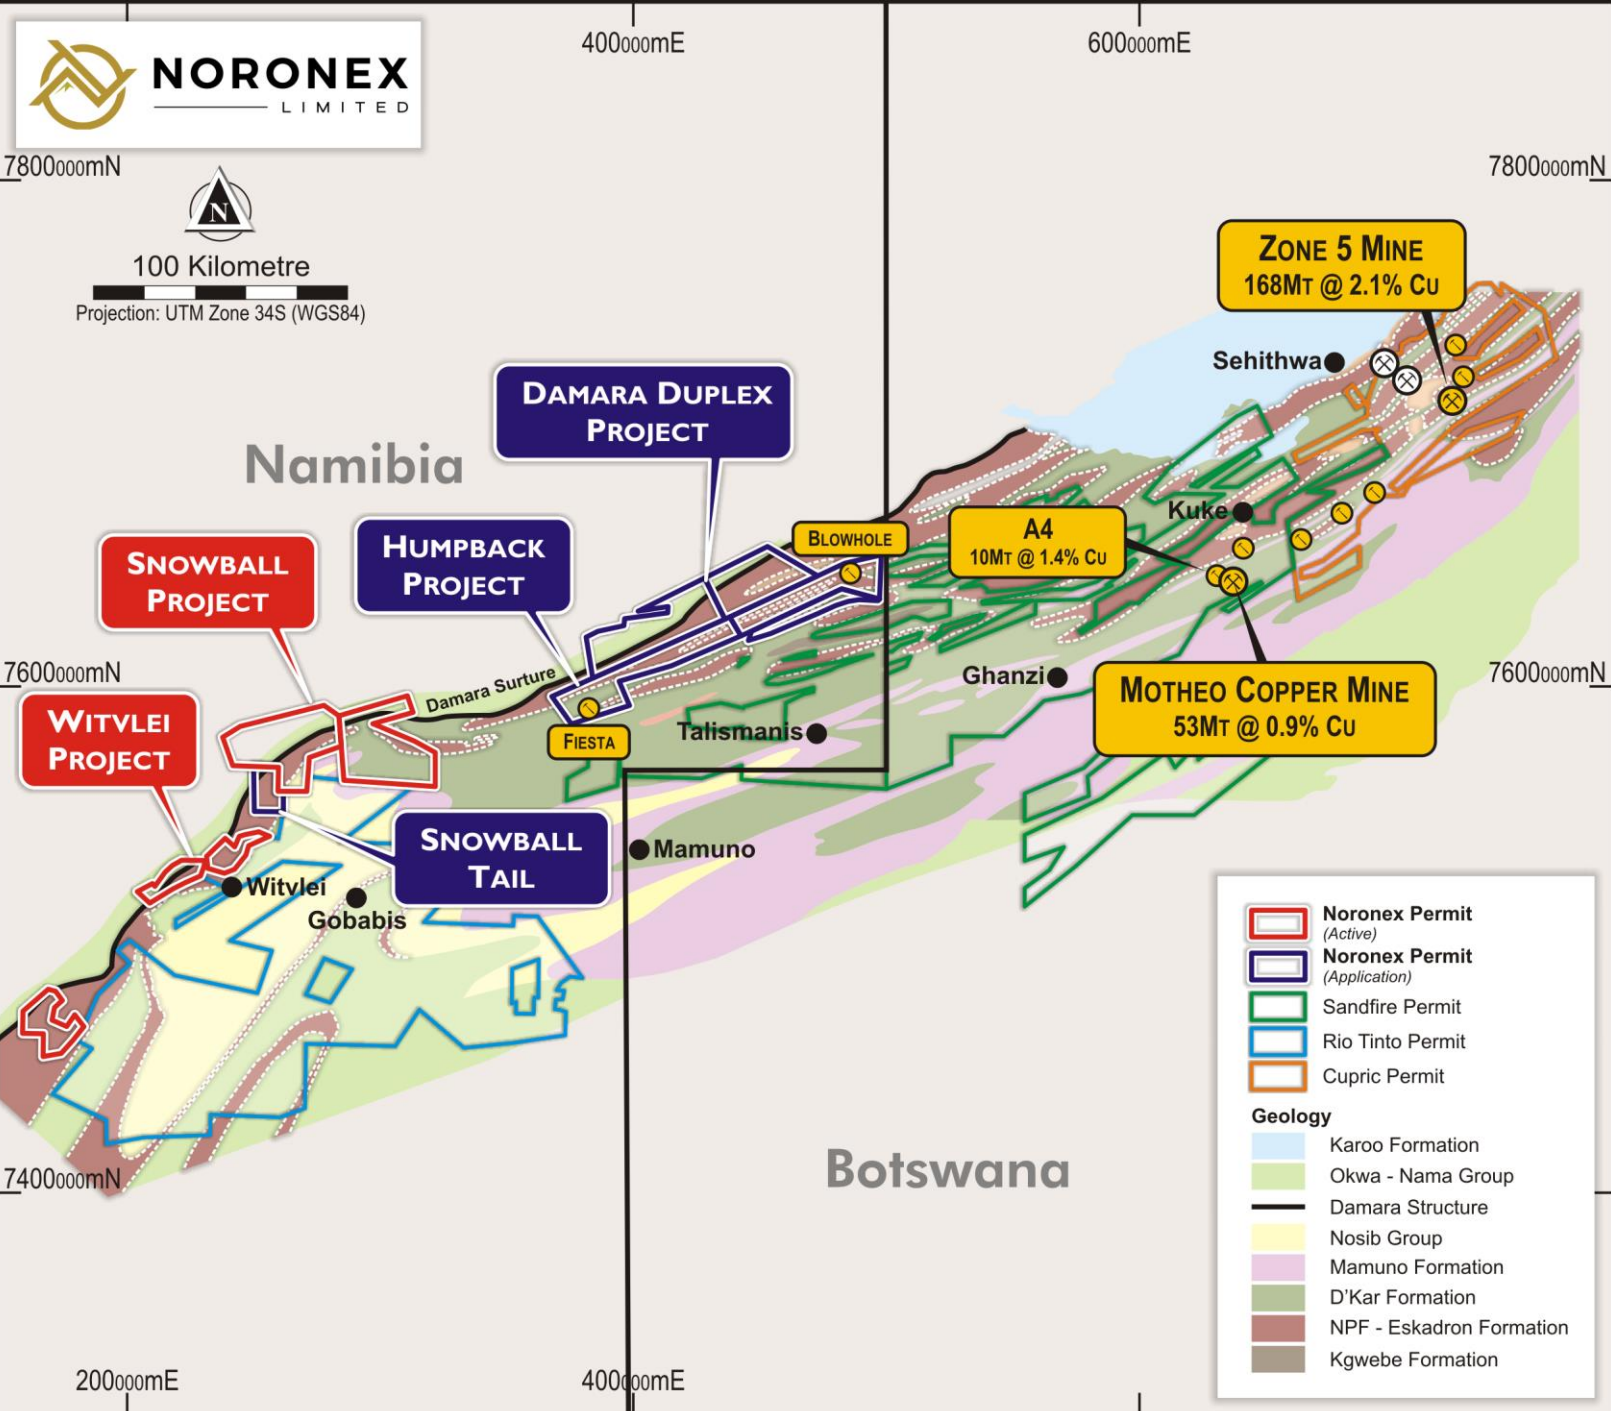 NORONEX
LIMITED
400000mE
600000mE
7800000mN
7800000mN
N
100 Kilometre
Projection: UTM Zone 34S (WGS84)
ZONE 5 MINE
168MT @ 2.1% CU
Sehithwa
DAMARA DUPLEX
PROJECT
Namibia
SNOWBALL
PROJECT
HUMPBACK
PROJECT
BLOWHOLE
A4
10MT @ 1.4% CU
Kuke
7600000mN
7600000mN
Damara Surture
Ghanzi
MOTHEO COPPER MINE
53MT @ 0.9% CU
WITVLEI
PROJECT
FIESTA
Talismanis
SNOWBALL
TAIL
Mamuno
Witvlei
Gobabis
Noronex Permit
(Active)
Noronex Permit
(Application)
Sandfire Permit
Rio Tinto Permit
Cupric Permit
Geology
Karoo Formation
Okwa - Nama Group
Damara Structure
Nosib Group
Mamuno Formation
D'Kar Formation
NPF - Eskadron Formation
Kgwebe Formation
Botswana
7400000mN
200000mE
400000mE